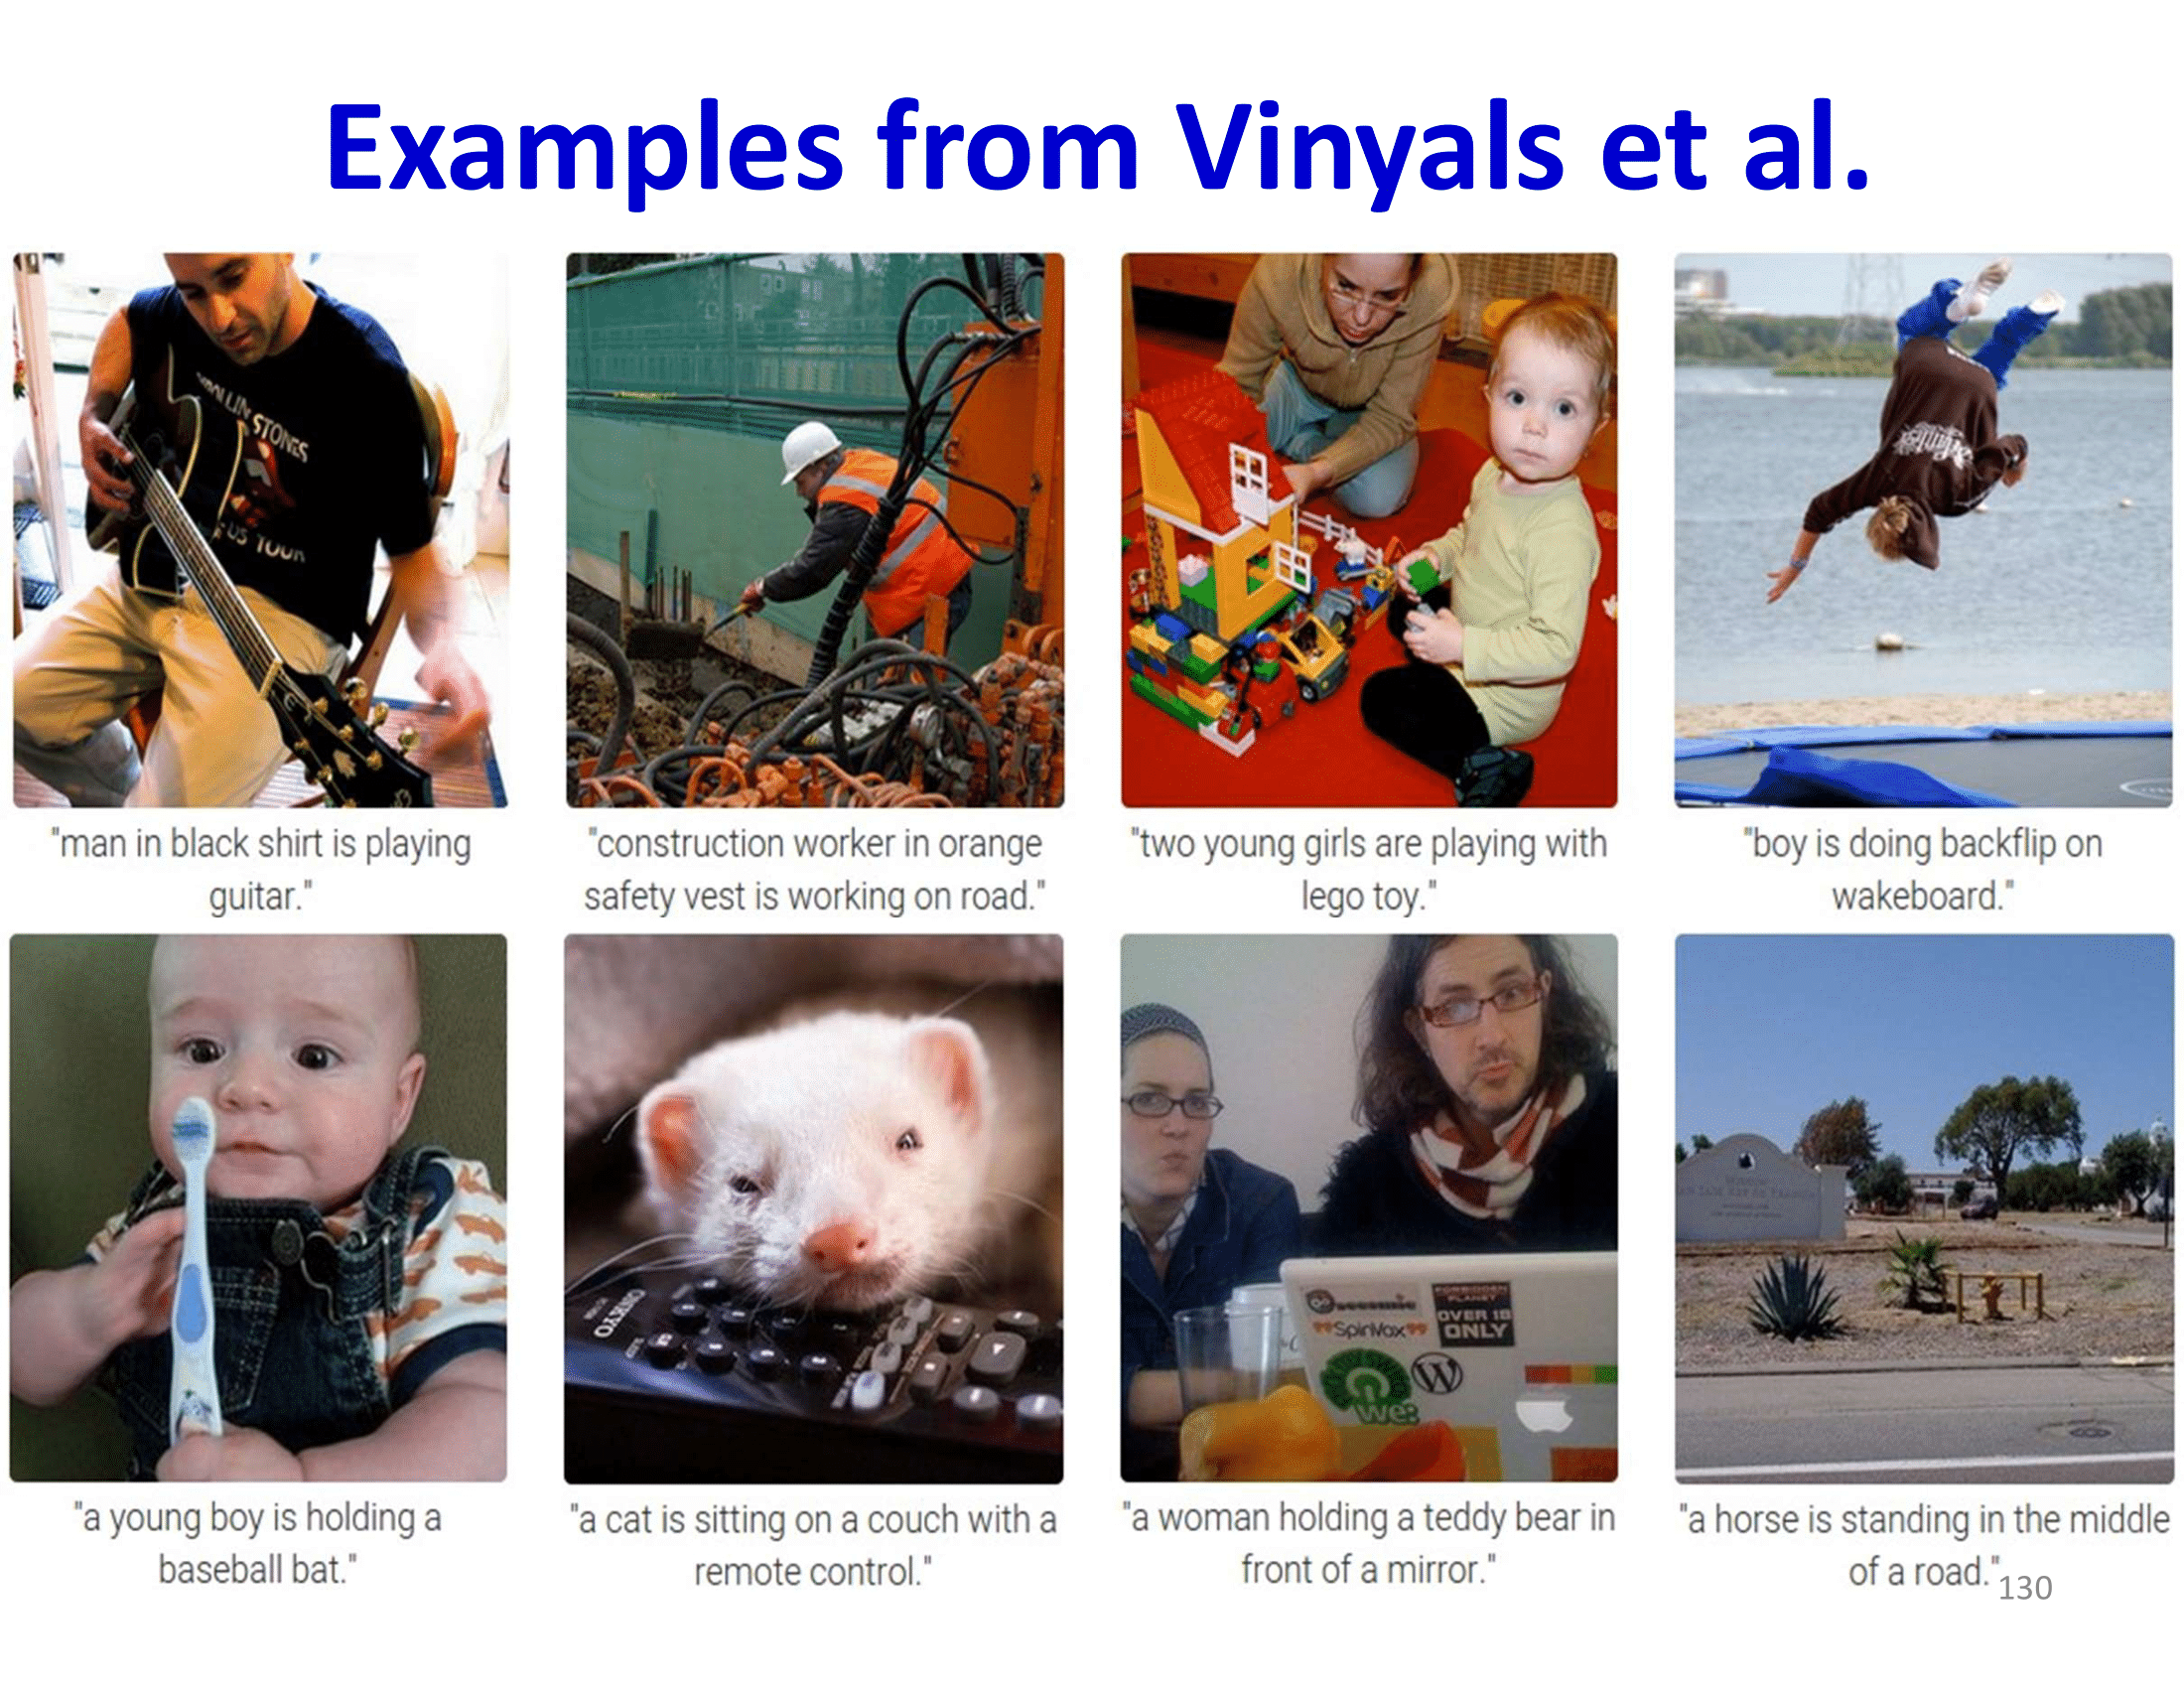 Examples from Vinyals et al.
STONES
US TOUR
"man in black shirt is playing
guitar."
"construction worker in orange
safety vest is working on road."
"two young girls are playing with
lego toy."
"boy is doing backflip on
wakeboard."
ONKYO
FORBIDDEN
PLANET
OVER 18
ONLY
SpinVox
we:
"a young boy is holding a
baseball bat."
"a cat is sitting on a couch with a
remote control."
"a woman holding a teddy bear in
front of a mirror."
"a horse is standing in the middle
of a road."
130